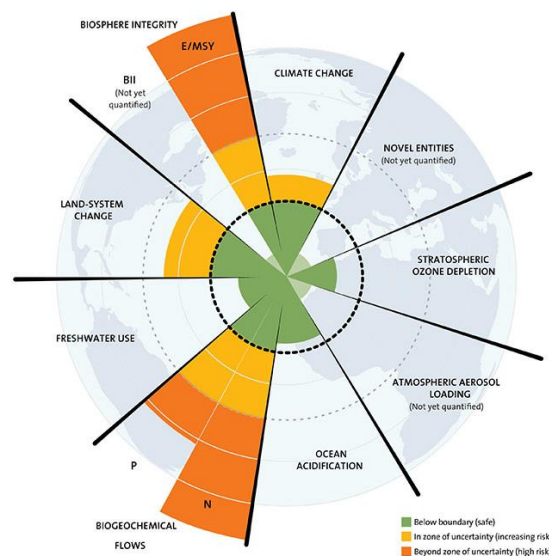 BIOSPHERE INTEGRITY
E/MSY
CLIMATE CHANGE
BII
(Not yet
quantified)
NOVEL ENTITIES
(Not yet quantified)
LAND-SYSTEM
CHANGE
STRATOSPHERIC
OZONE DEPLETION
FRESHWATER USE
ATMOSPHERIC AEROSOL
LOADING
(Not yet quantified)
P
OCEAN
ACIDIFICATION
N
BIOGEOCHEMICAL
FLOWS
Below boundary (safe)
In zone of uncertainty (increasing risk
Beyond zone of uncertainty (high risk